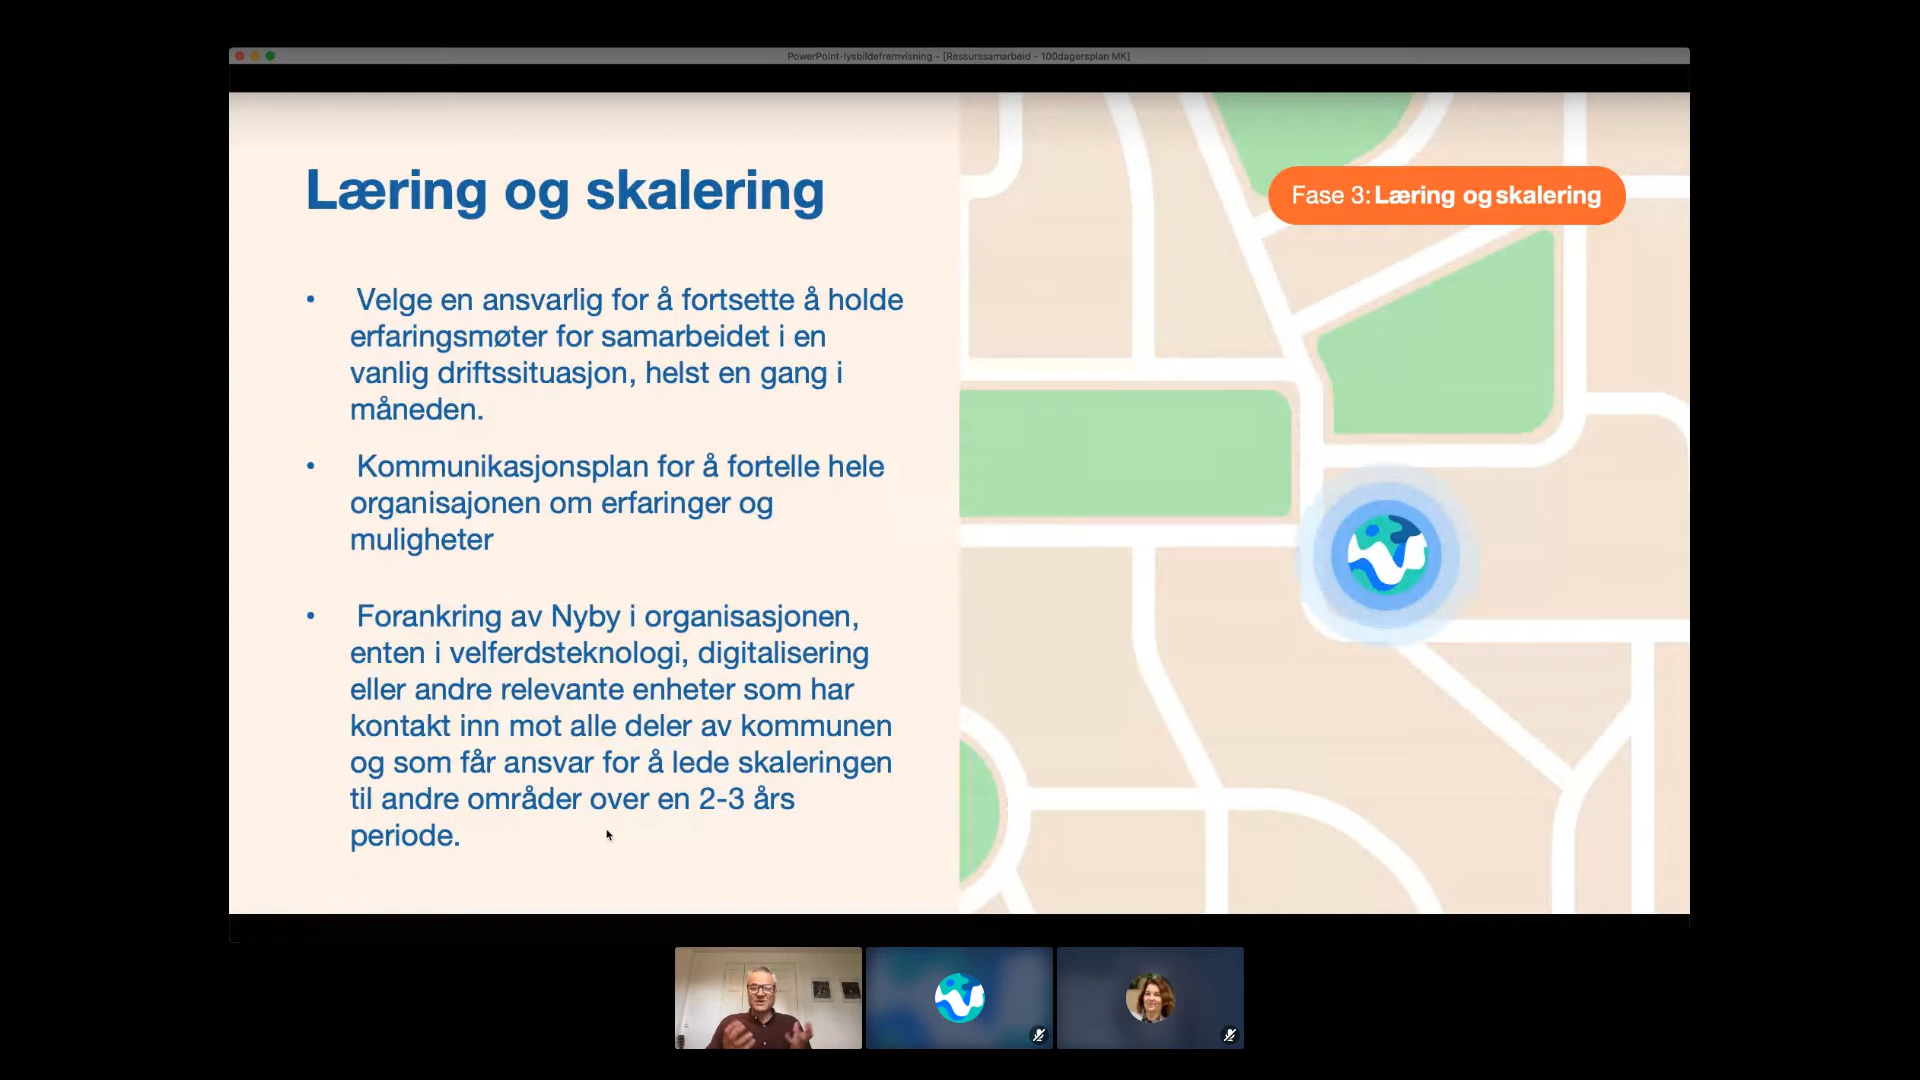 PowerPoint-lysbildefremvisning - [Ressurssamarbeid - 100dagersplan MK]
Læring og skalering
Fase 3: Læring og skalering
• Velge en ansvarlig for å fortsette å holde
erfaringsmøter for samarbeidet i en
vanlig driftssituasjon, helst en gang i
måneden.
• Kommunikasjonsplan for å fortelle hele
organisajonen om erfaringer og
muligheter
• Forankring av Nyby i organisasjonen,
enten i velferdsteknologi, digitalisering
eller andre relevante enheter som har
kontakt inn mot alle deler av kommunen
og som får ansvar for å lede skaleringen
til andre områder over en 2-3 års
periode.